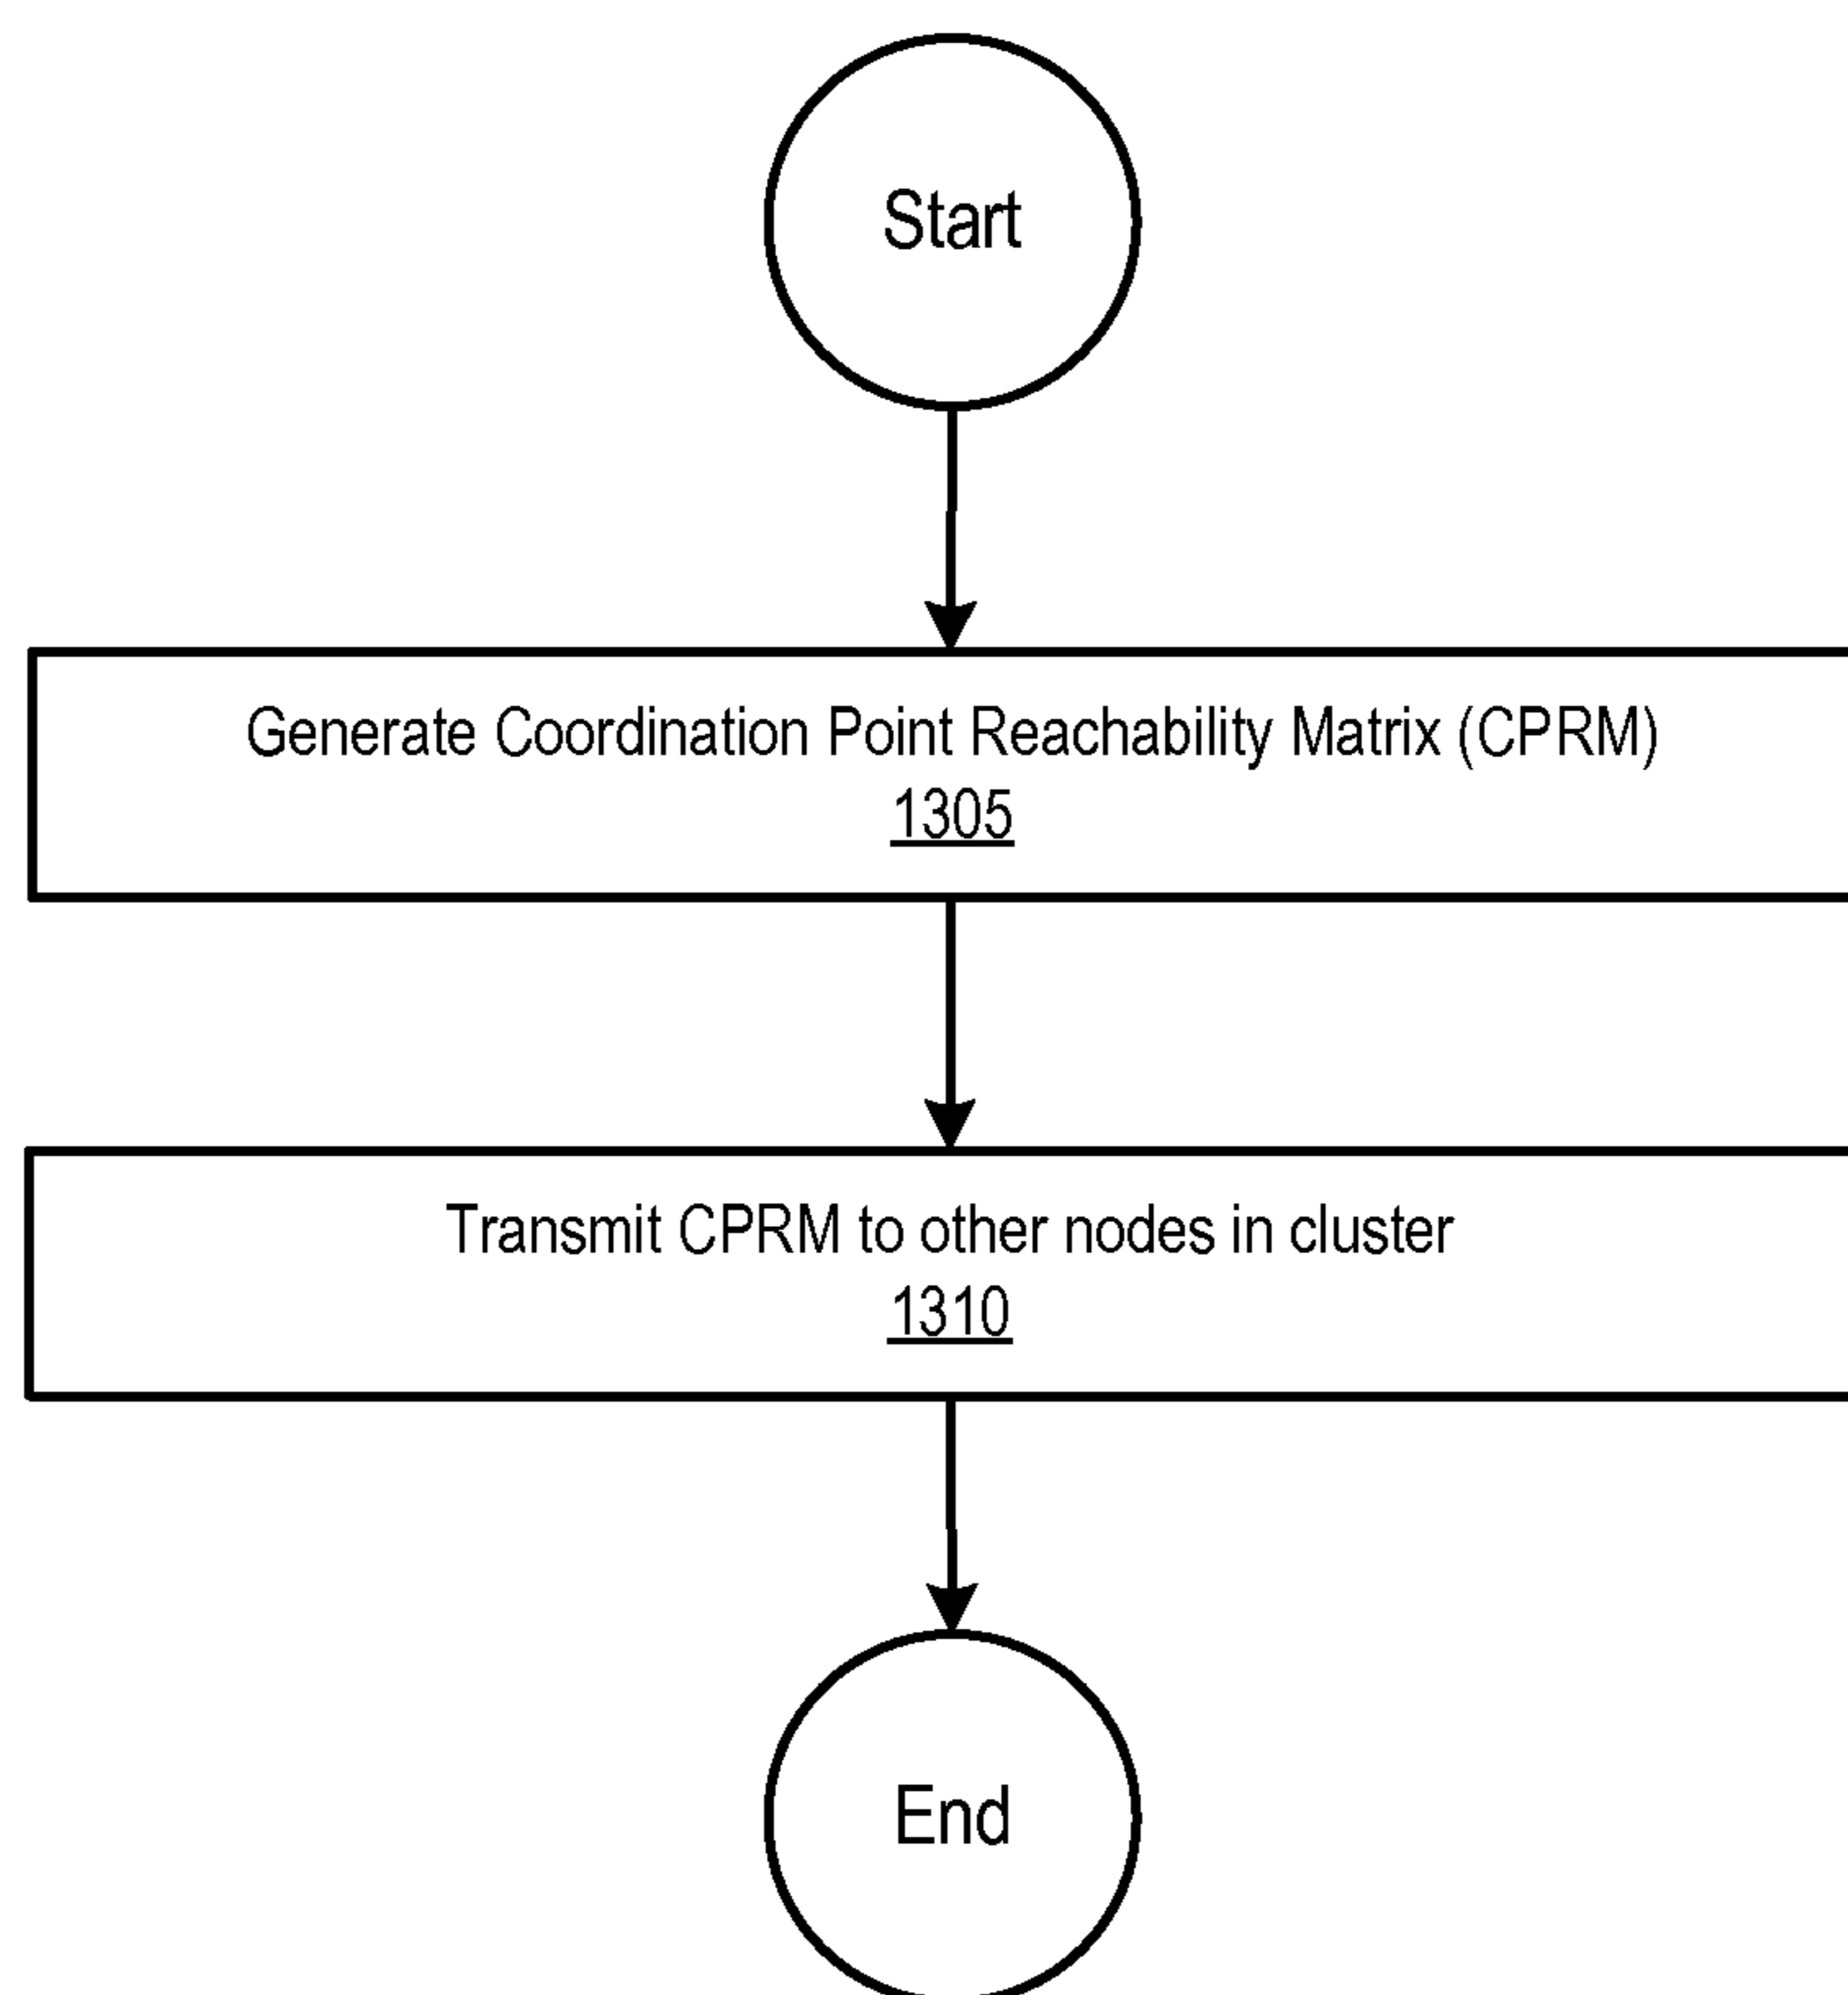 Start
Generate Coordination Point Reachability Matrix (CPRM)
1305
Transmit CPRM to other nodes in cluster
1310
End